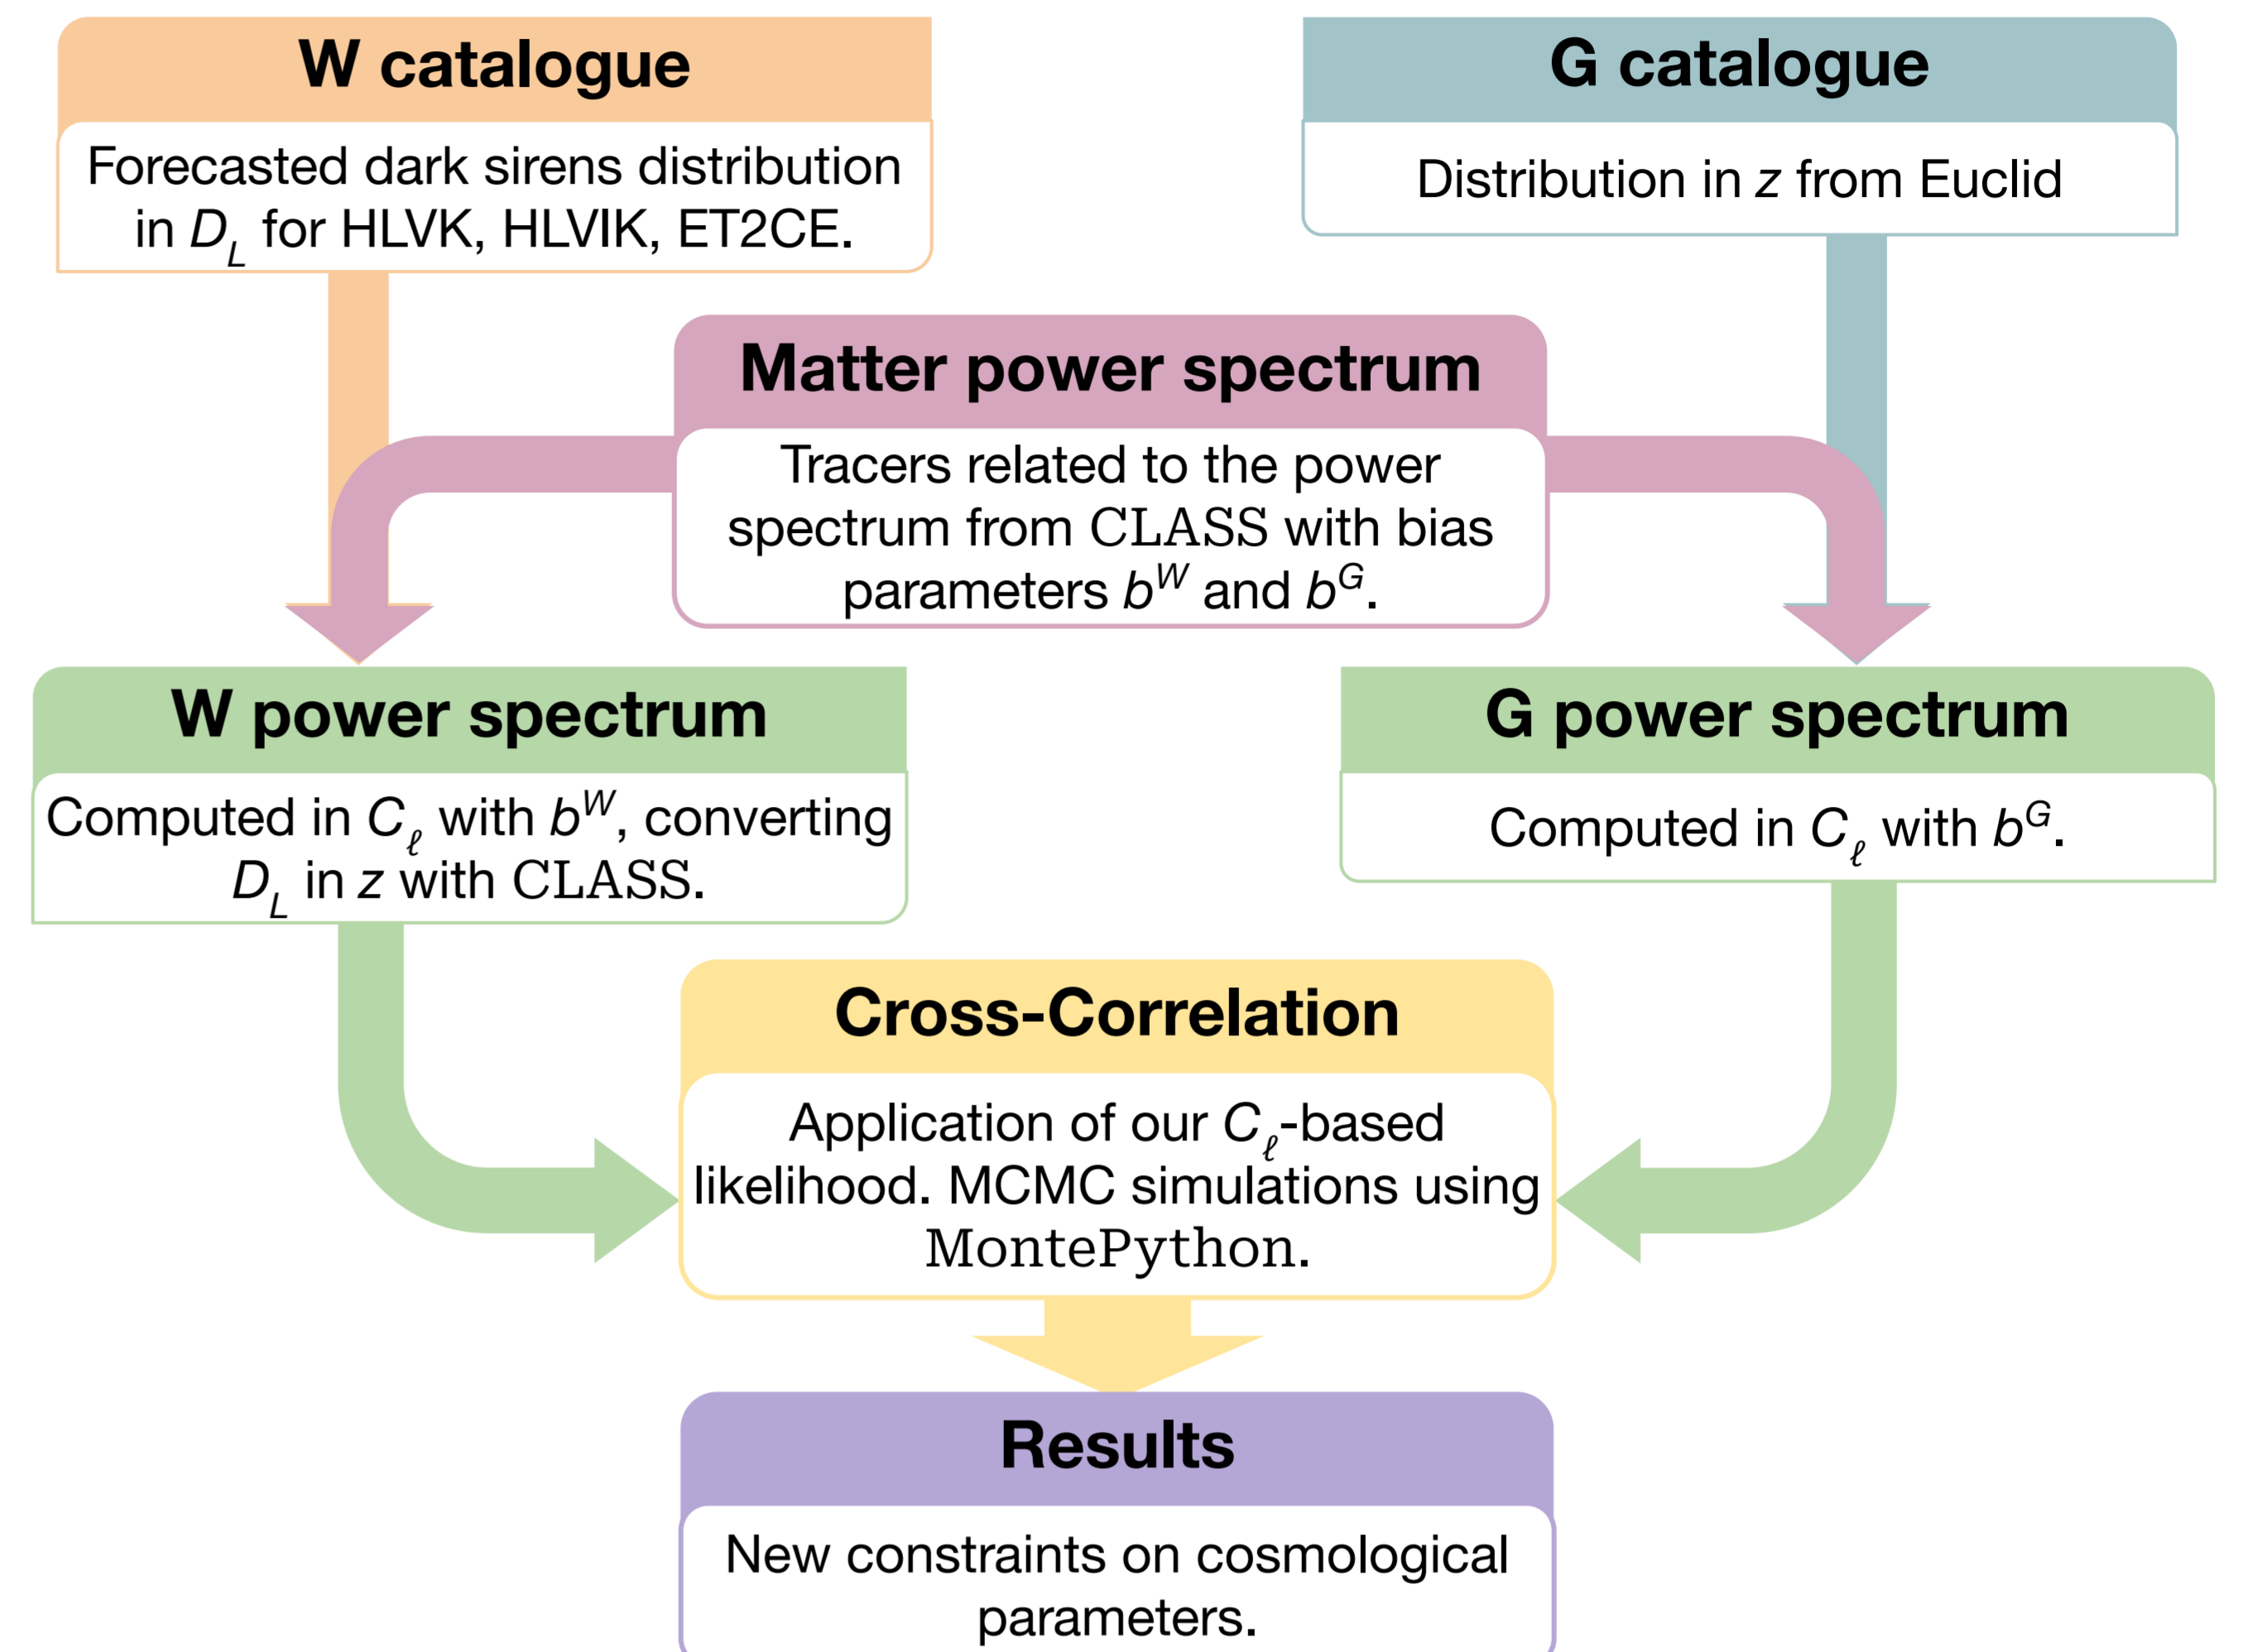 W catalogue
Forecasted dark sirens distribution
in D_L for HLVK, HLVIK, ET2CE.
G catalogue
Distribution in z from Euclid
Matter power spectrum
Tracers related to the power
spectrum from CLASS with bias
parameters b^W and b^G.
W power spectrum
Computed in C_ℓ with b^W, converting
D_L in z with CLASS.
G power spectrum
Computed in C_ℓ with b^G.
Cross-Correlation
Application of our C_ℓ-based
likelihood. MCMC simulations using
MontePython.
Results
New constraints on cosmological
parameters.